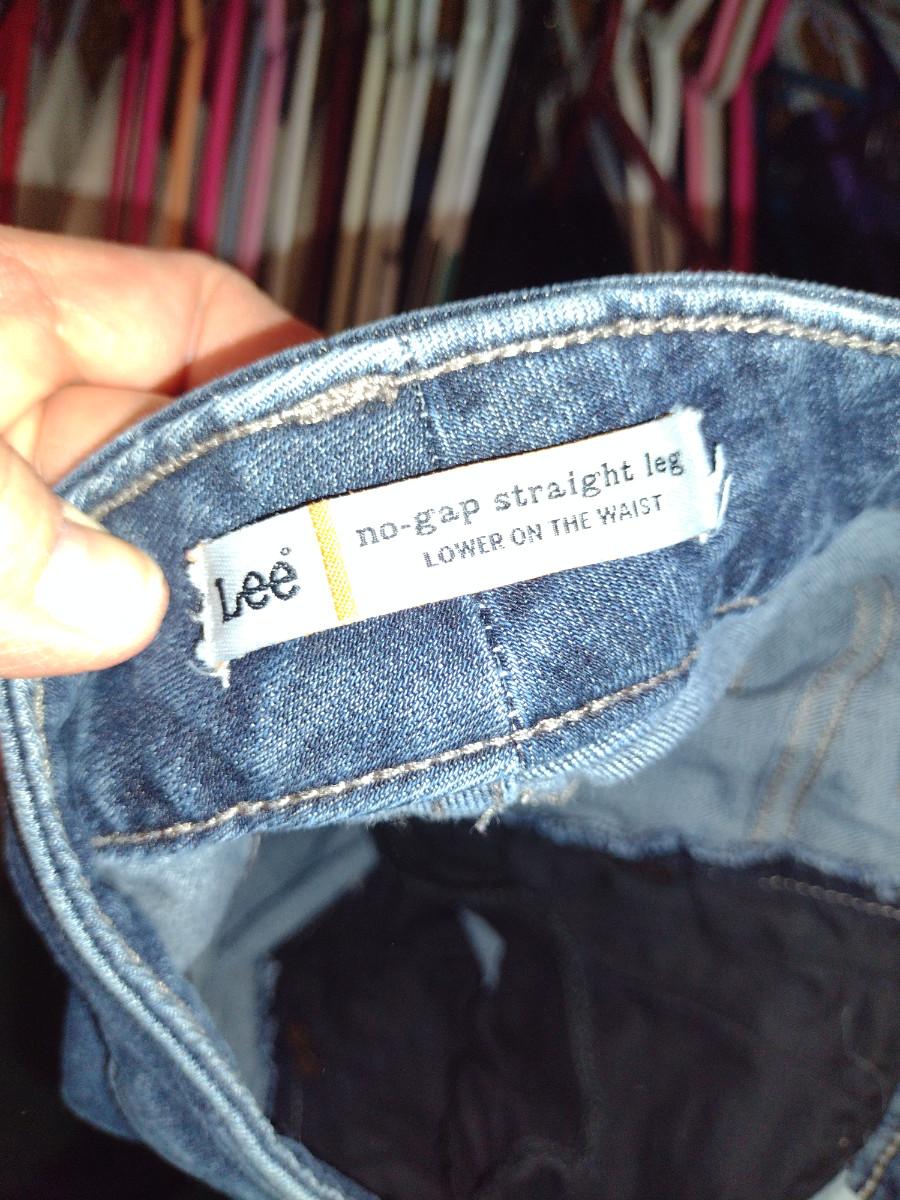 Lee®
no-gap straight leg
LOWER ON THE WAIST